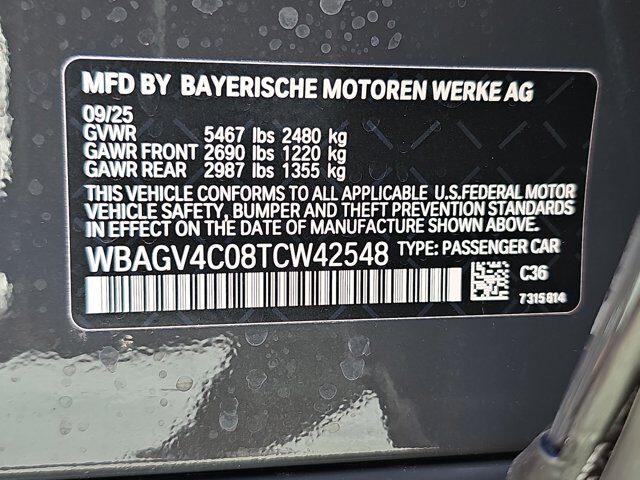 MFD BY BAYERISCHE MOTOREN WERKE AG
09/25
GVWR 5467 lbs 2480 kg
GAWR FRONT 2690 lbs 1220 kg
GAWR REAR 2987 lbs 1355 kg
THIS VEHICLE CONFORMS TO ALL APPLICABLE U.S.FEDERAL MOTOR
VEHICLE SAFETY, BUMPER AND THEFT PREVENTION STANDARDS
IN EFFECT ON THE DATE OF MANUFACTURE SHOWN ABOVE.
WBAGV4C08TCW42548 TYPE: PASSENGER CAR
C36
7315814